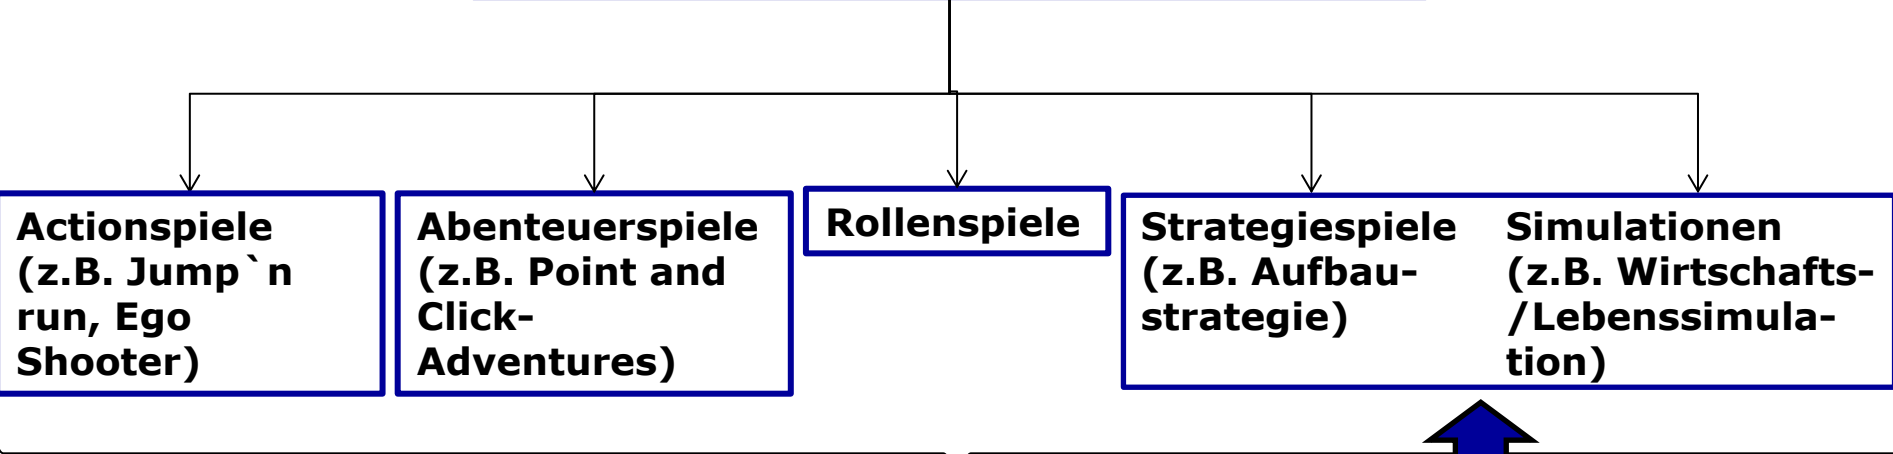 Actionspiele
(z.B. Jump`n
run, Ego
Shooter)
Abenteuerspiele
(z.B. Point and
Click-
Adventures)
Rollenspiele
Strategiespiele
(z.B. Aufbau-
strategie)
Simulationen
(z.B. Wirtschafts-
/Lebenssimula-
tion)